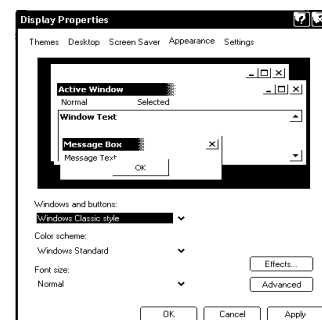 Display Properties
Themes Desktop Screen Saver Appearance Settings
Active Window
Normal Selected
Window Text
Message Box
Message Text
OK
Windows and buttons:
Windows Classic style
Color scheme:
Windows Standard
Font size:
Effects...
Normal
Advanced
OK Cancel Apply